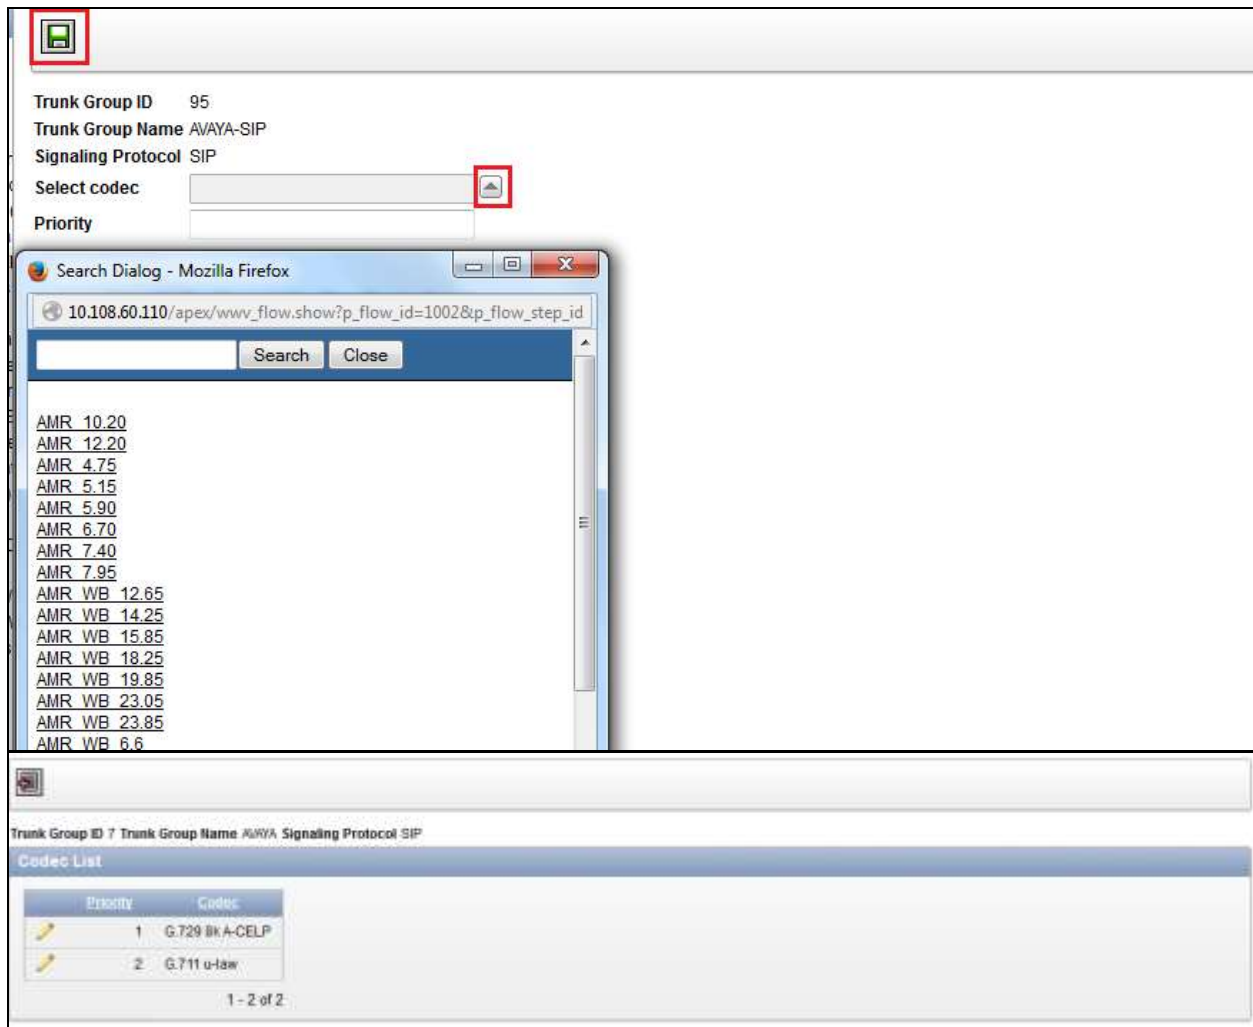 Trunk Group ID 95
Trunk Group Name AVAYA-SIP
Signaling Protocol SIP
Select codec
Priority
Search Dialog - Mozilla Firefox
10.108.60.110/apex/wwv_flow.show?p_flow_id=1002&p_flow_step_id
Search Close
AMR_10.20
AMR_12.20
AMR_4.75
AMR_5.15
AMR_5.90
AMR_6.70
AMR_7.40
AMR_7.95
AMR_WB_12.65
AMR_WB_14.25
AMR_WB_15.85
AMR_WB_18.25
AMR_WB_19.85
AMR_WB_23.05
AMR_WB_23.85
AMR_WB_6.6
Trunk Group ID 7 Trunk Group Name AVAYA Signaling Protocol SIP
Codec List
Priority Codec
1 G.729 8k A-CELP
2 G.711 u-law
1 - 2 of 2